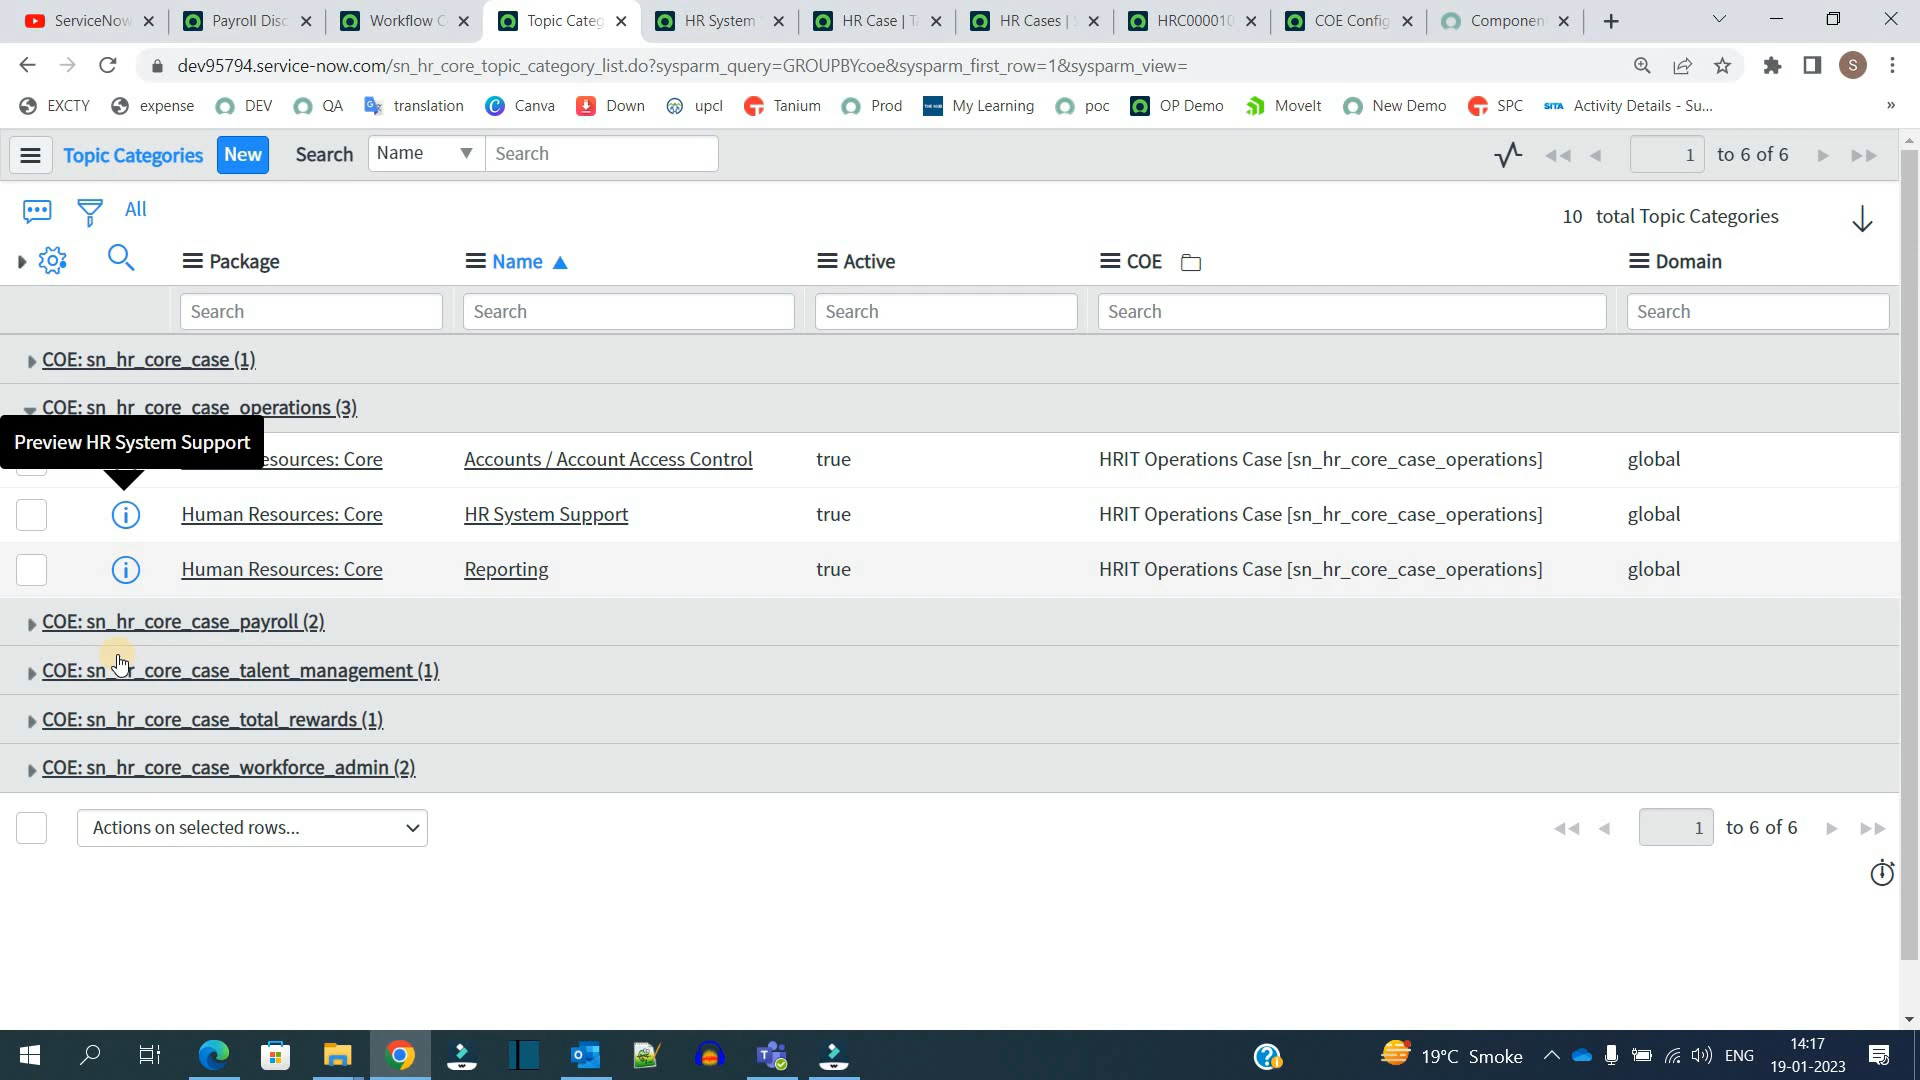 ServiceNow
Payroll Disc
Workflow C
Topic Categ
HR System
HR Case | T
HR Cases |
HRC000010
COE Config
Componen
dev95794.service-now.com/sn_hr_core_topic_category_list.do?sysparm_query=GROUPBYcoe&sysparm_first_row=1&sysparm_view=
S
EXCTY
expense
DEV
QA
translation
Canva
Down
upcl
Tanium
Prod
My Learning
poc
OP Demo
MoveIt
New Demo
SPC
SITA Activity Details - Su...
Topic Categories
New
Search
Name
Search
1 to 6 of 6
All
10 total Topic Categories
Package
Name
Active
COE
Domain
Search
Search
Search
Search
Search
COE: sn_hr_core_case (1)
COE: sn_hr_core_case_operations (3)
Preview HR System Support
esources: Core
Accounts / Account Access Control
true
HRIT Operations Case [sn_hr_core_case_operations]
global
Human Resources: Core
HR System Support
true
HRIT Operations Case [sn_hr_core_case_operations]
global
Human Resources: Core
Reporting
true
HRIT Operations Case [sn_hr_core_case_operations]
global
COE: sn_hr_core_case_payroll (2)
COE: sn_hr_core_case_talent_management (1)
COE: sn_hr_core_case_total_rewards (1)
COE: sn_hr_core_case_workforce_admin (2)
Actions on selected rows...
1 to 6 of 6
19°C Smoke
ENG
14:17
19-01-2023